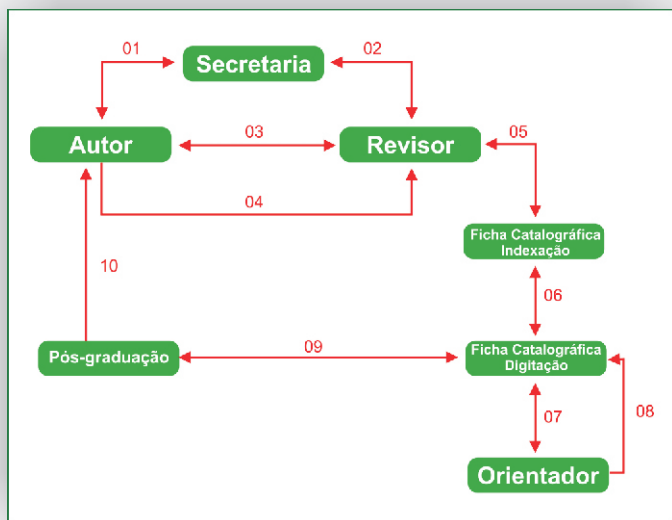 01
02
Secretaria
Autor
03
Revisor
05
04
Ficha Catalográfica
Indexação
10
06
Pós-graduação
09
Ficha Catalográfica
Digitação
07
08
Orientador